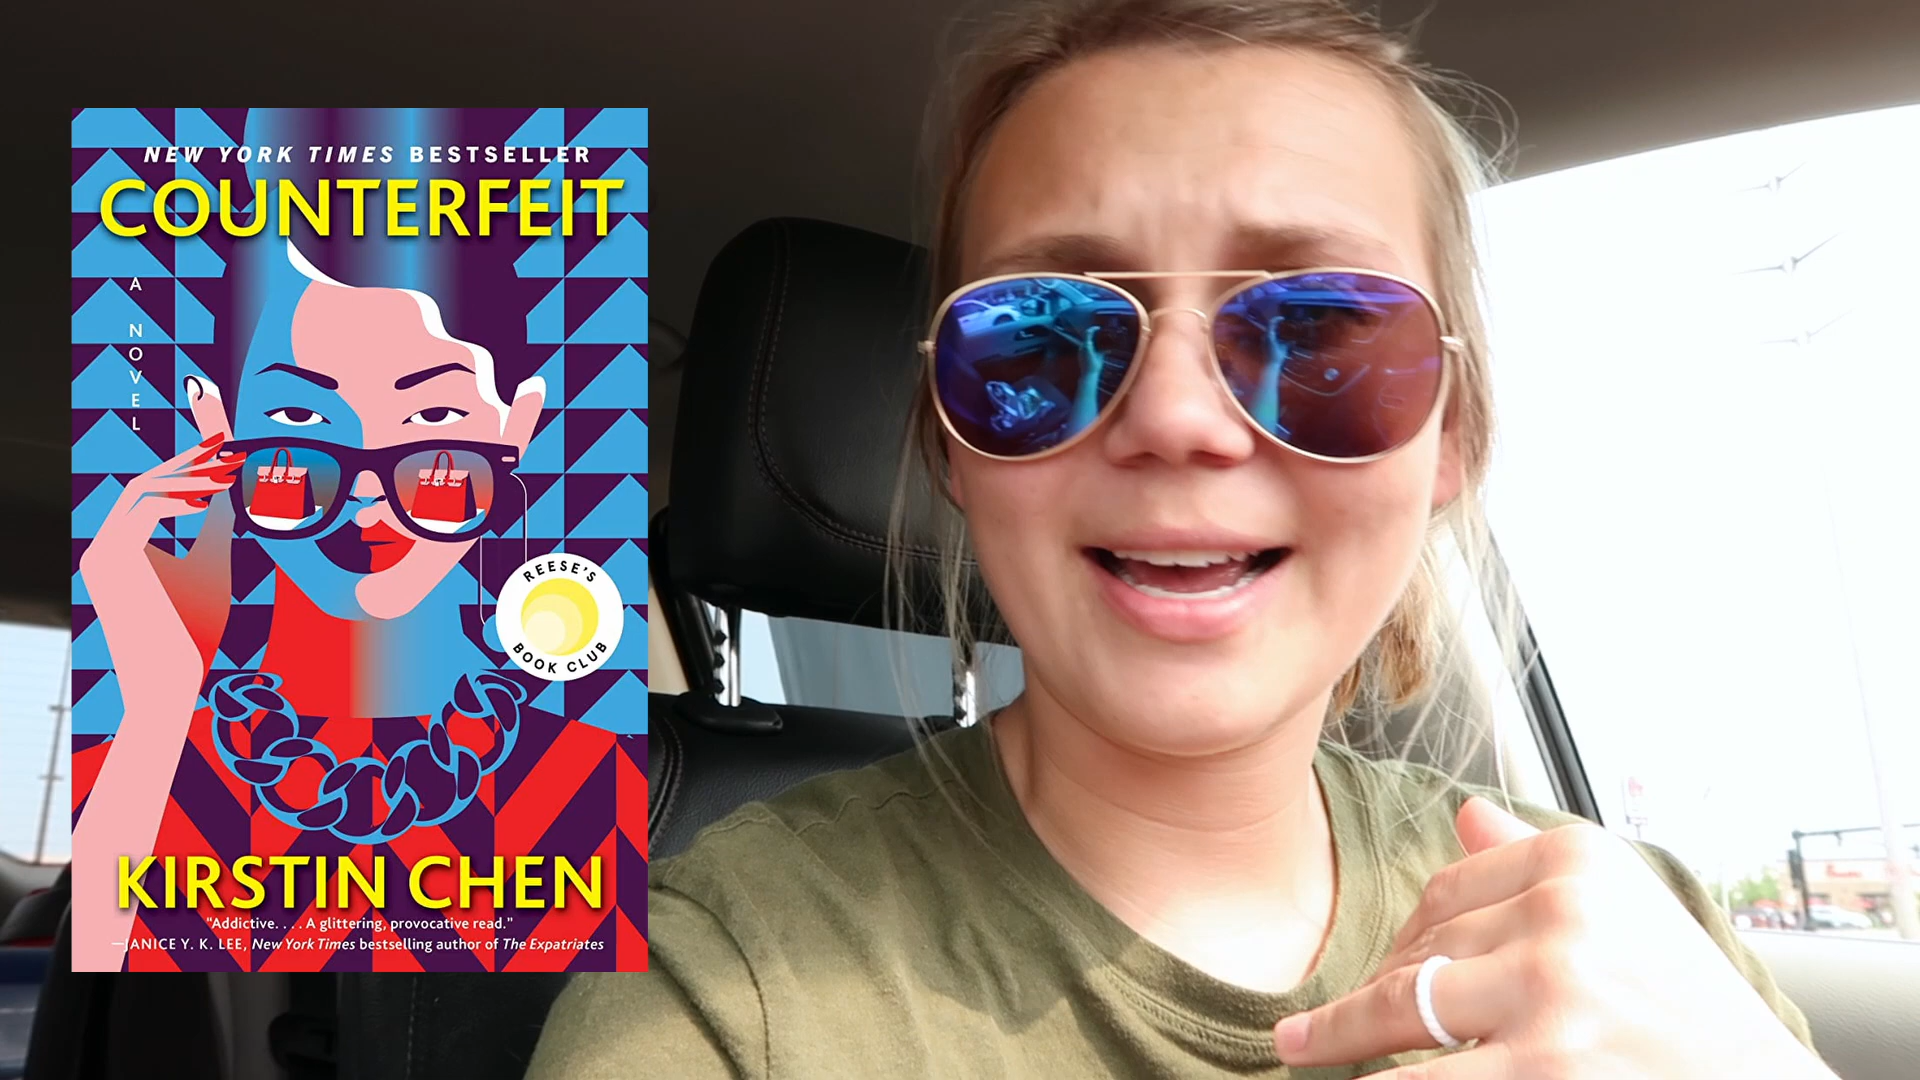 NEW YORK TIMES BESTSELLER
COUNTERFEIT
A NOVEL
REESE'S
BOOK CLUB
KIRSTIN CHEN
"Addictive. . . . A glittering, provocative read."
—JANICE Y. K. LEE, New York Times bestselling author of The Expatriates